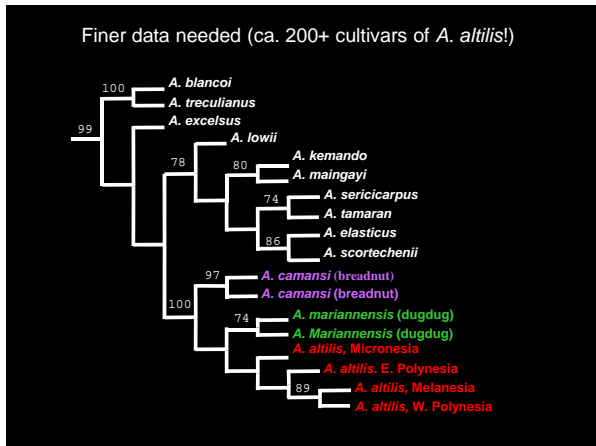 Finer data needed (ca. 200+ cultivars of A. altilis!)
A. blancoi
100
A. treculianus
A. excelsus
99
A. lowii
78
80
A. kemando
A. maingayi
74
A. sericicarpus
A. tamaran
A. elasticus
86
A. scortechenii
97
A. camansi (breadnut)
A. camansi (breadnut)
100
A. mariannensis (dugdug)
74
A. Mariannensis (dugdug)
A. altilis, Micronesia
A. altilis. E. Polynesia
89
A. altilis, Melanesia
A. altilis, W. Polynesia